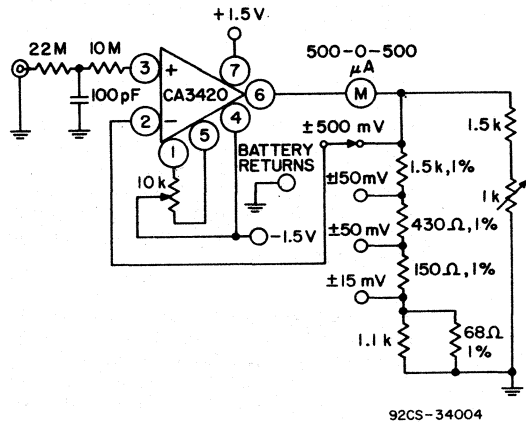 +1.5V
22M
10M
3
+
7
500-0-500
μA
CA3420
6
M
100pF
2
–
5
4
±500 mV
1.5k
1
BATTERY
RETURNS
1.5k,1%
10k
±150mV
1k
430Ω,1%
–1.5V
±50mV
150Ω,1%
±15 mV
1.1k
68Ω
1%
92CS-34004